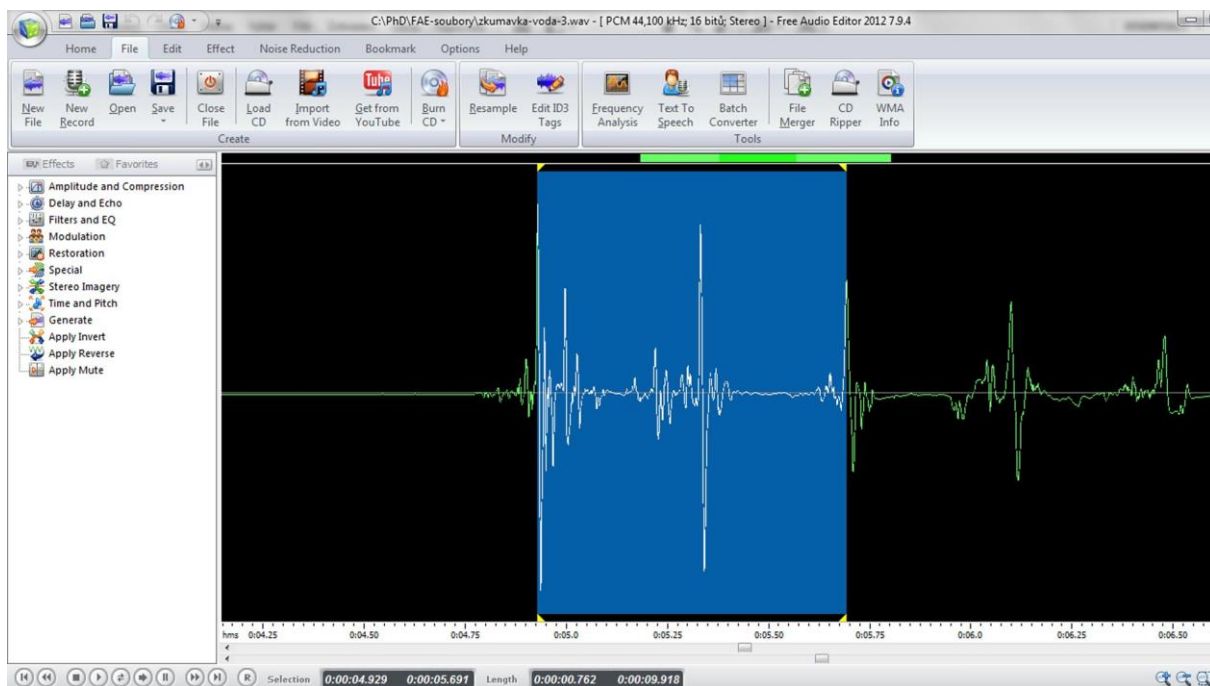 C:\PhD\FAE-soubory\zkumavka-voda-3.wav - [ PCM 44,100 kHz; 16 bitů; Stereo ] - Free Audio Editor 2012 7.9.4
Home File Edit Effect Noise Reduction Bookmark Options Help
New File
New Record
Open
Save
Close File
Load CD
Import from Video
You Tube
Get from YouTube
Burn CD
Resample
Edit ID3 Tags
Frequency Analysis
Text To Speech
Batch Converter
File Merger
CD Ripper
WMA Info
Create Modify Tools
Effects Favorites
Amplitude and Compression
Delay and Echo
Filters and EQ
Modulation
Restoration
Special
Stereo Imagery
Time and Pitch
Generate
Apply Invert
Apply Reverse
Apply Mute
hms 0:04.25 0:04.50 0:04.75 0:05.0 0:05.25 0:05.50 0:05.75 0:06.0 0:06.25 0:06.50
R Selection 0:00:04.929 0:00:05.691 Length 0:00:00.762 0:00:09.918